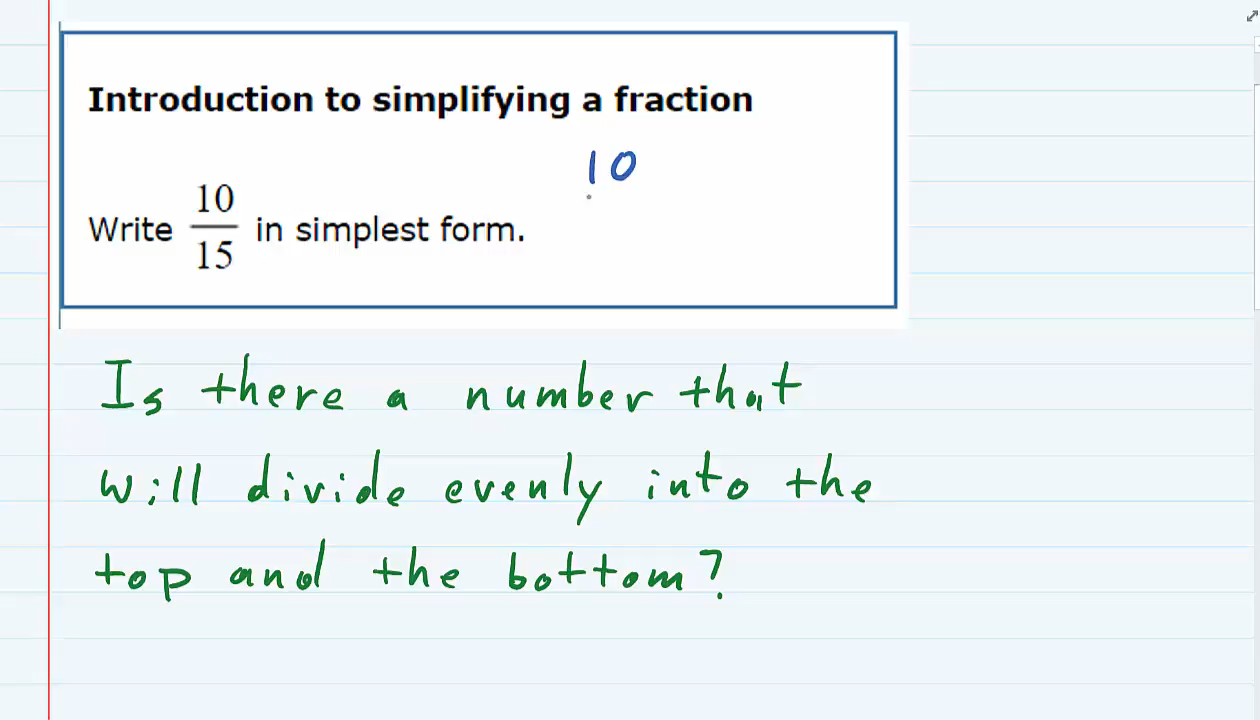 Introduction to simplifying a fraction
10
Write 10/15 in simplest form.
Is there a number that
will divide evenly into the
top and the bottom?